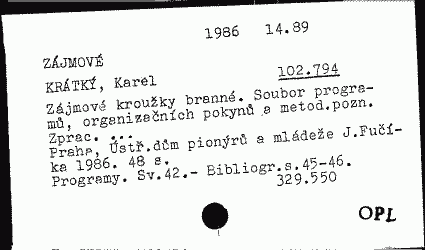 1986 14.89
ZÁJMOVÉ
KRÁTKÝ, Karel 102.794
Zájmové kroužky branné. Soubor progra-
mů, organizačních pokynů a metod.pozn.
Zprac. ...
Praha, Ústř.dům pionýrů a mládeže J.Fučí-
ka 1986. 48 s.
Programy. Sv.42.- Bibliogr.s.45-46.
329.550
OPL